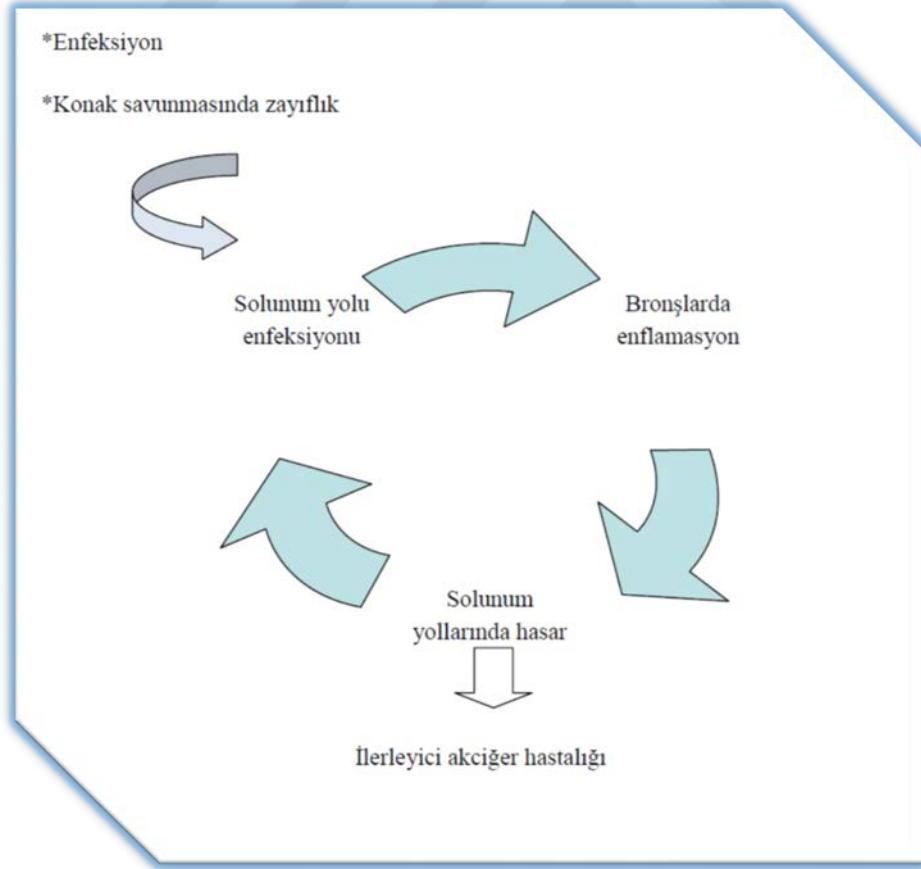 *Enfeksiyon
*Konak savunmasında zayıflık
Solunum yolu
enfeksiyonu
Bronşlarda
enflamasyon
Solunum
yollarında hasar
İlerleyici akciğer hastalığı